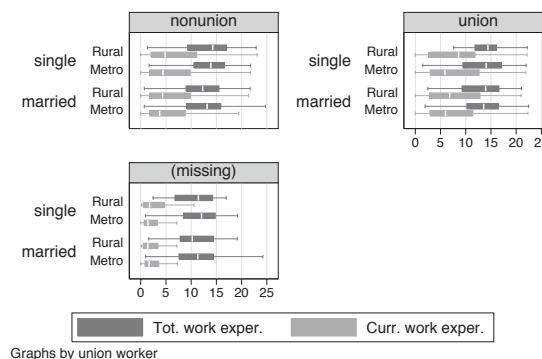 nonunion
union
single
Rural
Metro
married
Rural
Metro
single
married
Rural
Metro
Rural
Metro
0 5 10 15 20 25
(missing)
single
Rural
Metro
married
Rural
Metro
0 5 10 15 20 25
Tot. work exper.
Curr. work exper.
Graphs by union worker